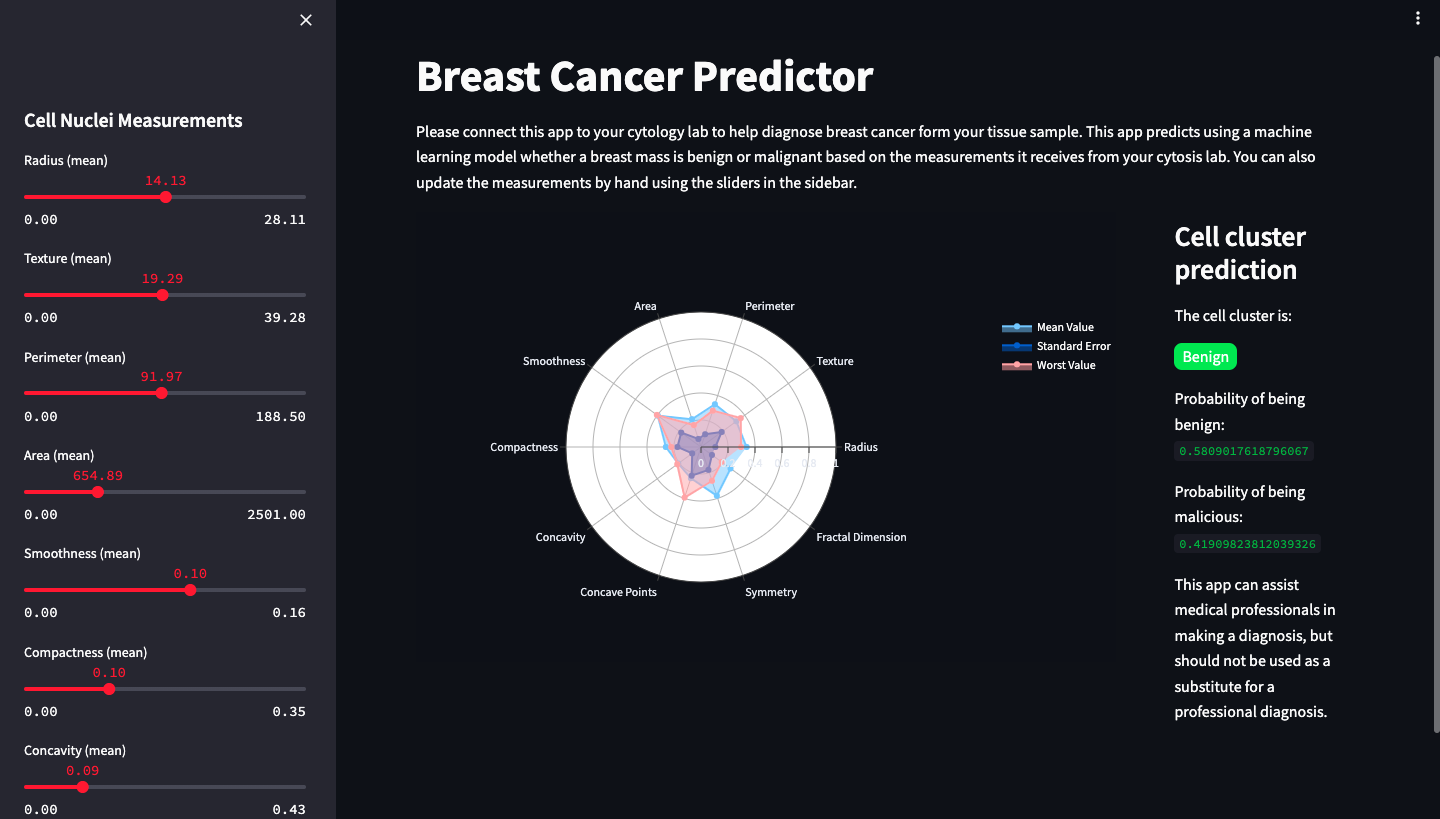 Cell Nuclei Measurements
Radius (mean)
14.13
0.00 28.11
Texture (mean)
19.29
0.00 39.28
Perimeter (mean)
91.97
0.00 188.50
Area (mean)
654.89
0.00 2501.00
Smoothness (mean)
0.10
0.00 0.16
Compactness (mean)
0.10
0.00 0.35
Concavity (mean)
0.09
0.00 0.43
Breast Cancer Predictor
Please connect this app to your cytology lab to help diagnose breast cancer form your tissue sample. This app predicts using a machine
learning model whether a breast mass is benign or malignant based on the measurements it receives from your cytosis lab. You can also
update the measurements by hand using the sliders in the sidebar.
Area Perimeter
Smoothness Texture
Compactness Radius
0 0.4 0.6 0.8 1
Concavity Fractal Dimension
Concave Points Symmetry
Mean Value
Standard Error
Worst Value
Cell cluster
prediction
The cell cluster is:
Benign
Probability of being
benign:
0.5809017618796067
Probability of being
malicious:
0.41909823812039326
This app can assist
medical professionals in
making a diagnosis, but
should not be used as a
substitute for a
professional diagnosis.